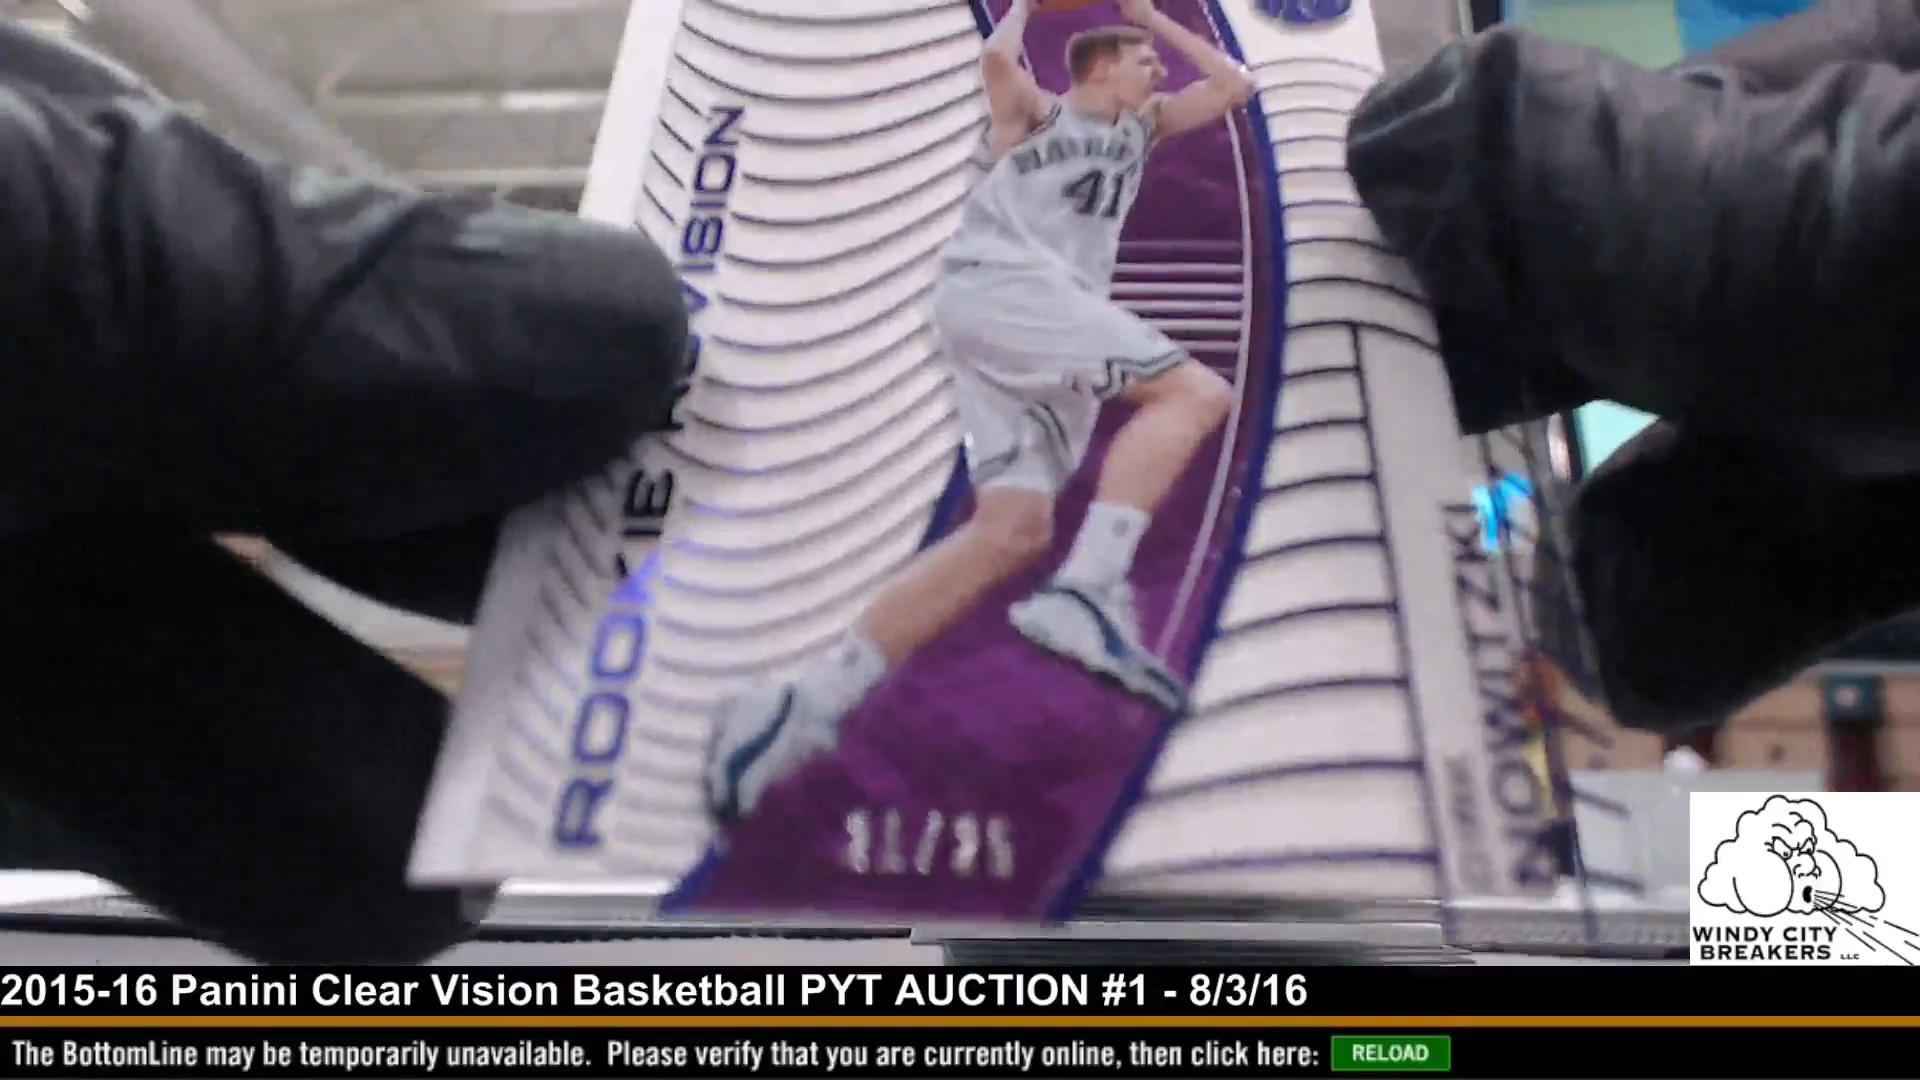 ROOKIE REVISION
41
NOWITZKI
WINDY CITY
BREAKERS LLC
2015-16 Panini Clear Vision Basketball PYT AUCTION #1 - 8/3/16
The BottomLine may be temporarily unavailable. Please verify that you are currently online, then click here: RELOAD